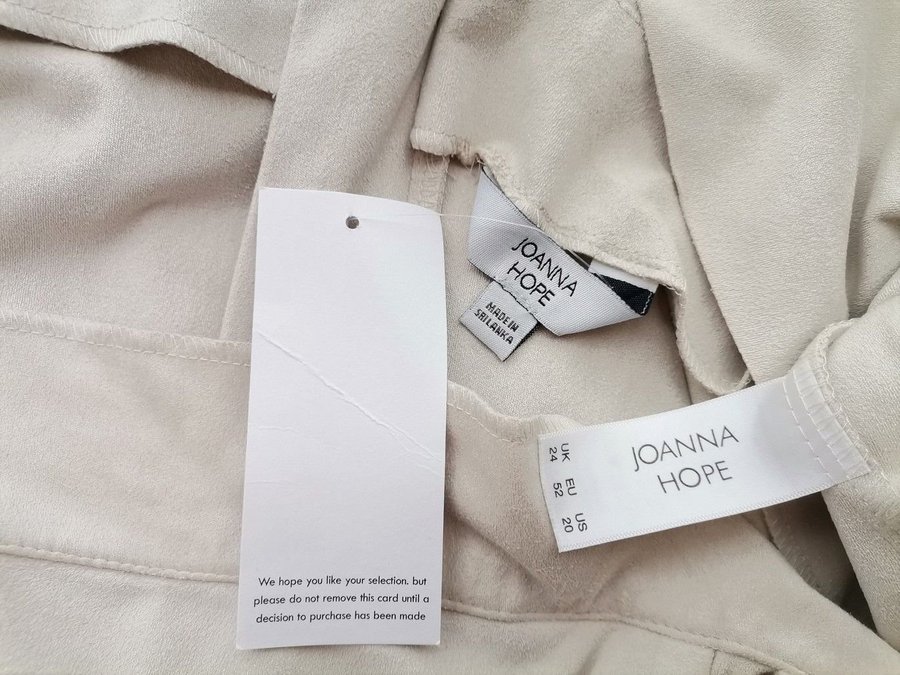 JOANNA
HOPE
MADE IN
SRI LANKA
JOANNA
HOPE
UK EU US
24 52 20
We hope you like your selection. but
please do not remove this card until a
decision to purchase has been made